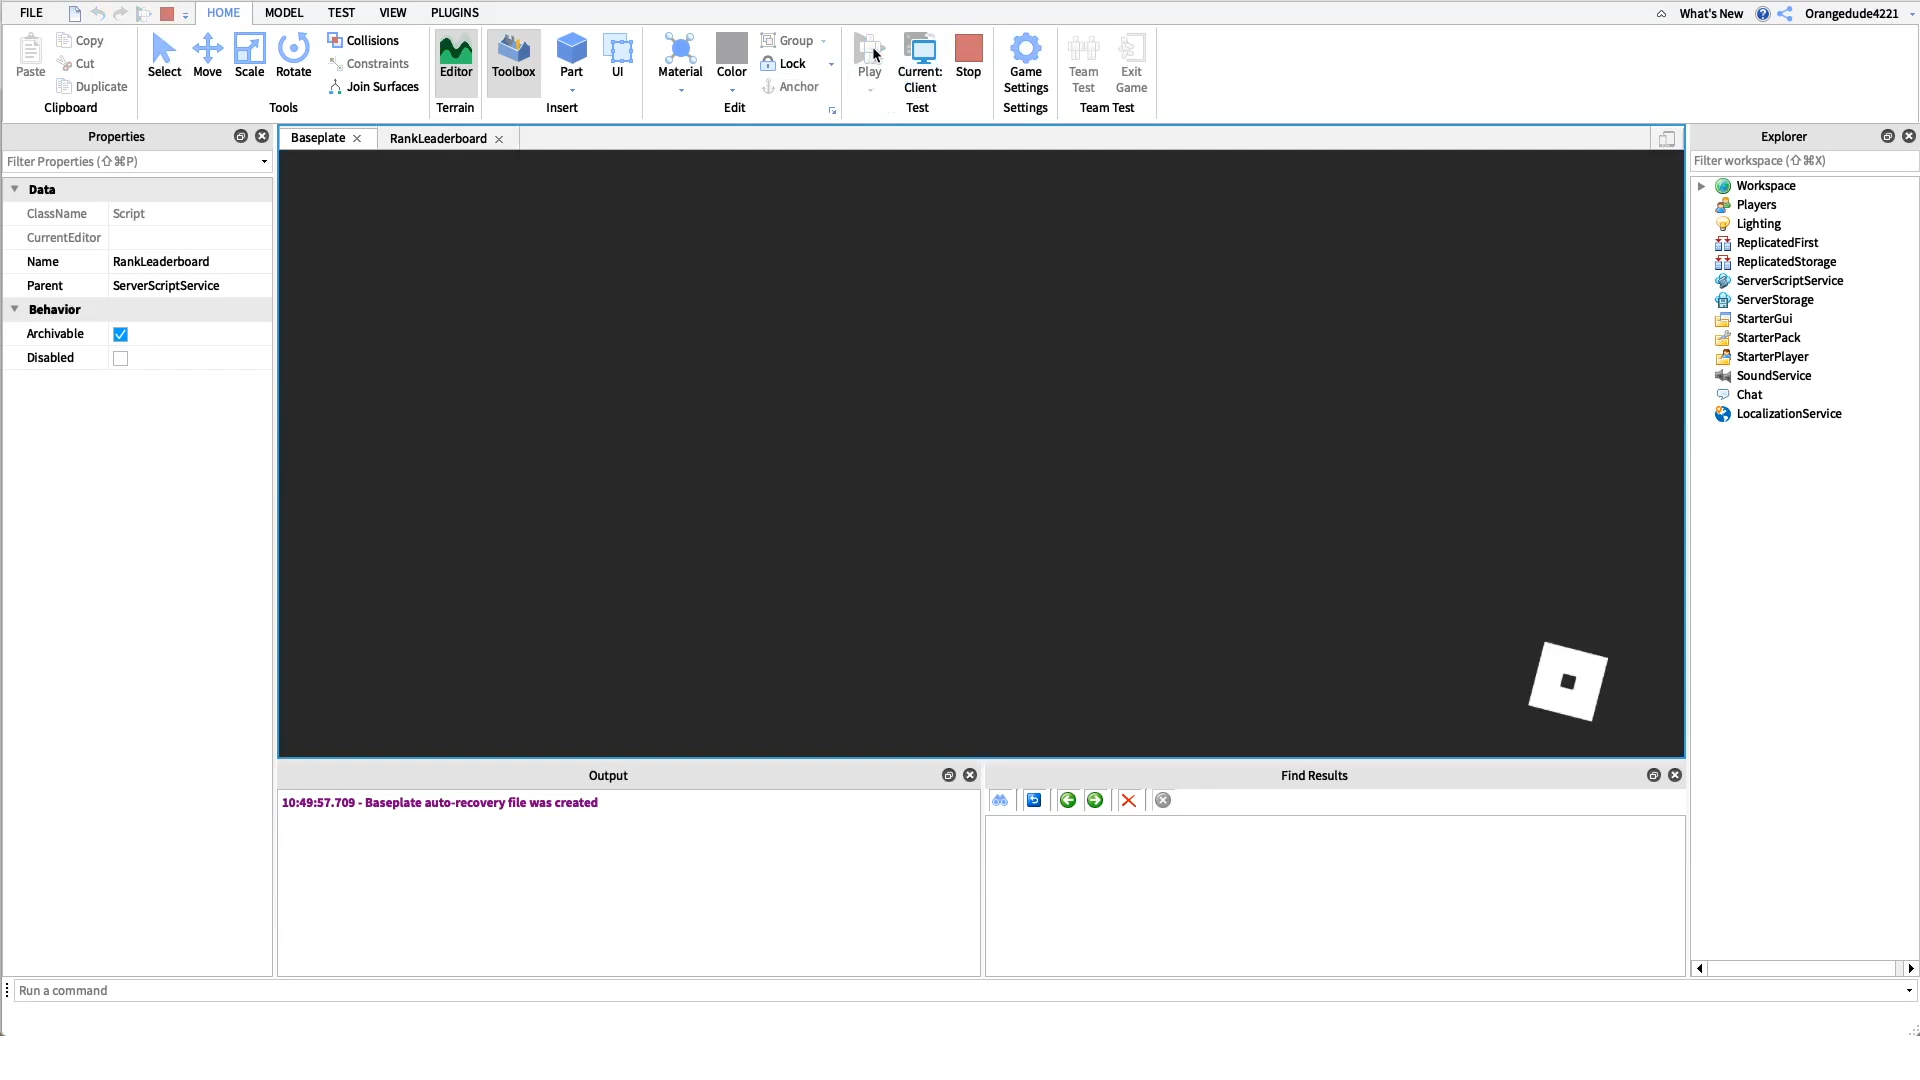 FILE HOME MODEL TEST VIEW PLUGINS What's New Orangedude4221
Paste Copy Cut Duplicate Clipboard
Select Move Scale Rotate Collisions Constraints Join Surfaces Tools
Editor Terrain
Toolbox Part UI Insert
Material Color Group Lock Anchor Edit
Play Current: Client Stop Test
Game Settings Settings
Team Test Exit Game Team Test
Properties
Filter Properties (⇧⌘P)
Data
ClassName Script
CurrentEditor
Name RankLeaderboard
Parent ServerScriptService
Behavior
Archivable
Disabled
Baseplate RankLeaderboard
Output
10:49:57.709 - Baseplate auto-recovery file was created
Find Results
Explorer
Filter workspace (⇧⌘X)
Workspace
Players
Lighting
ReplicatedFirst
ReplicatedStorage
ServerScriptService
ServerStorage
StarterGui
StarterPack
StarterPlayer
SoundService
Chat
LocalizationService
Run a command